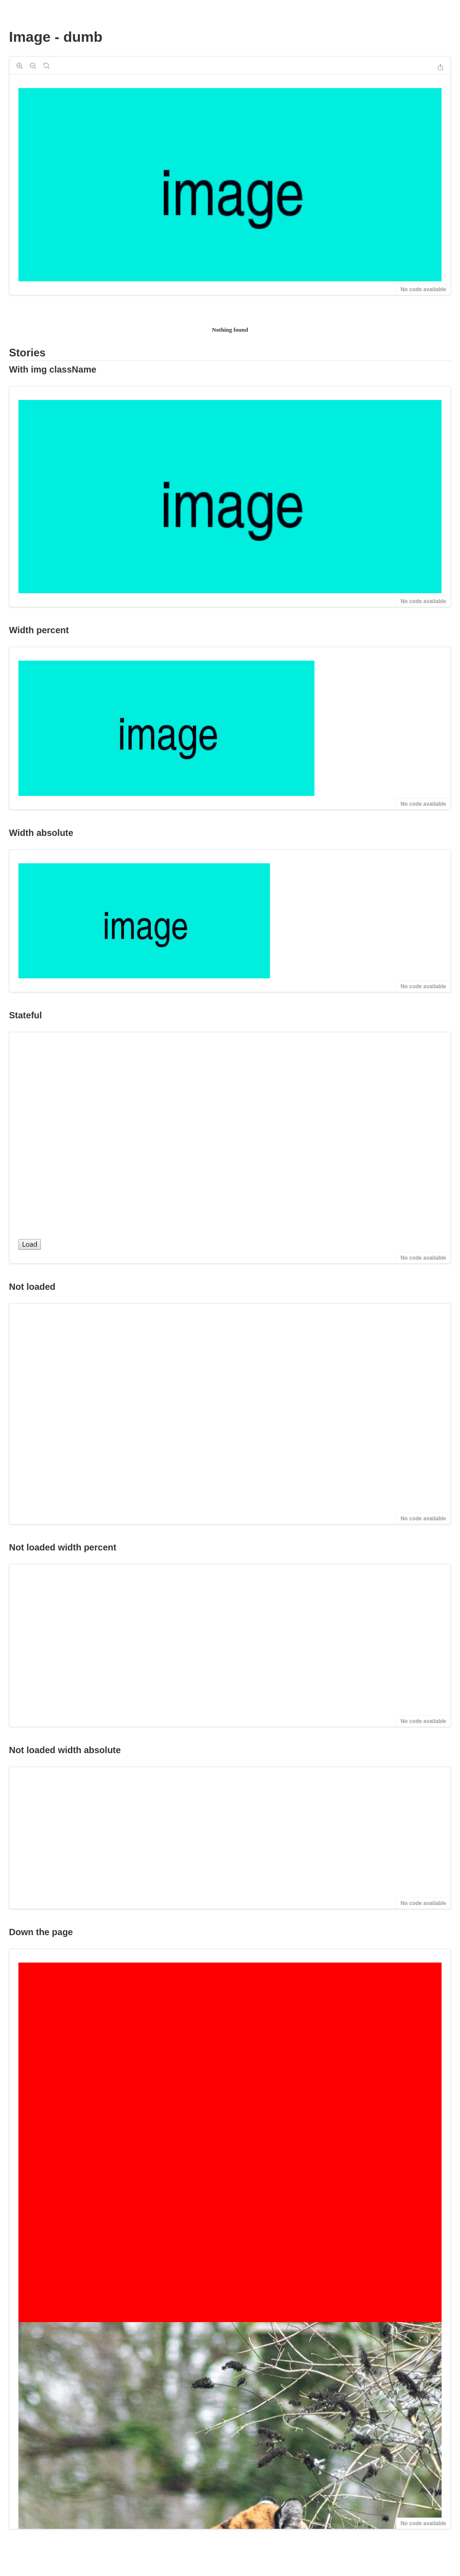 Image - dumb
image
No code available
Nothing found
Stories
With img className
image
No code available
Width percent
image
No code available
Width absolute
image
No code available
Stateful
Load
No code available
Not loaded
No code available
Not loaded width percent
No code available
Not loaded width absolute
No code available
Down the page
No code available